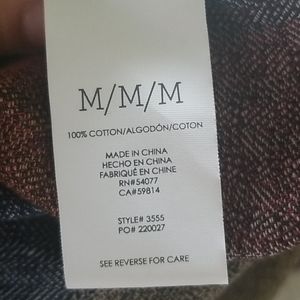 M/M/M
100% COTTON/ALGODÓN/COTON
MADE IN CHINA
HECHO EN CHINA
FABRIQUÉ EN CHINE
RN#54077
CA#59814
STYLE# 3555
PO# 220027
SEE REVERSE FOR CARE